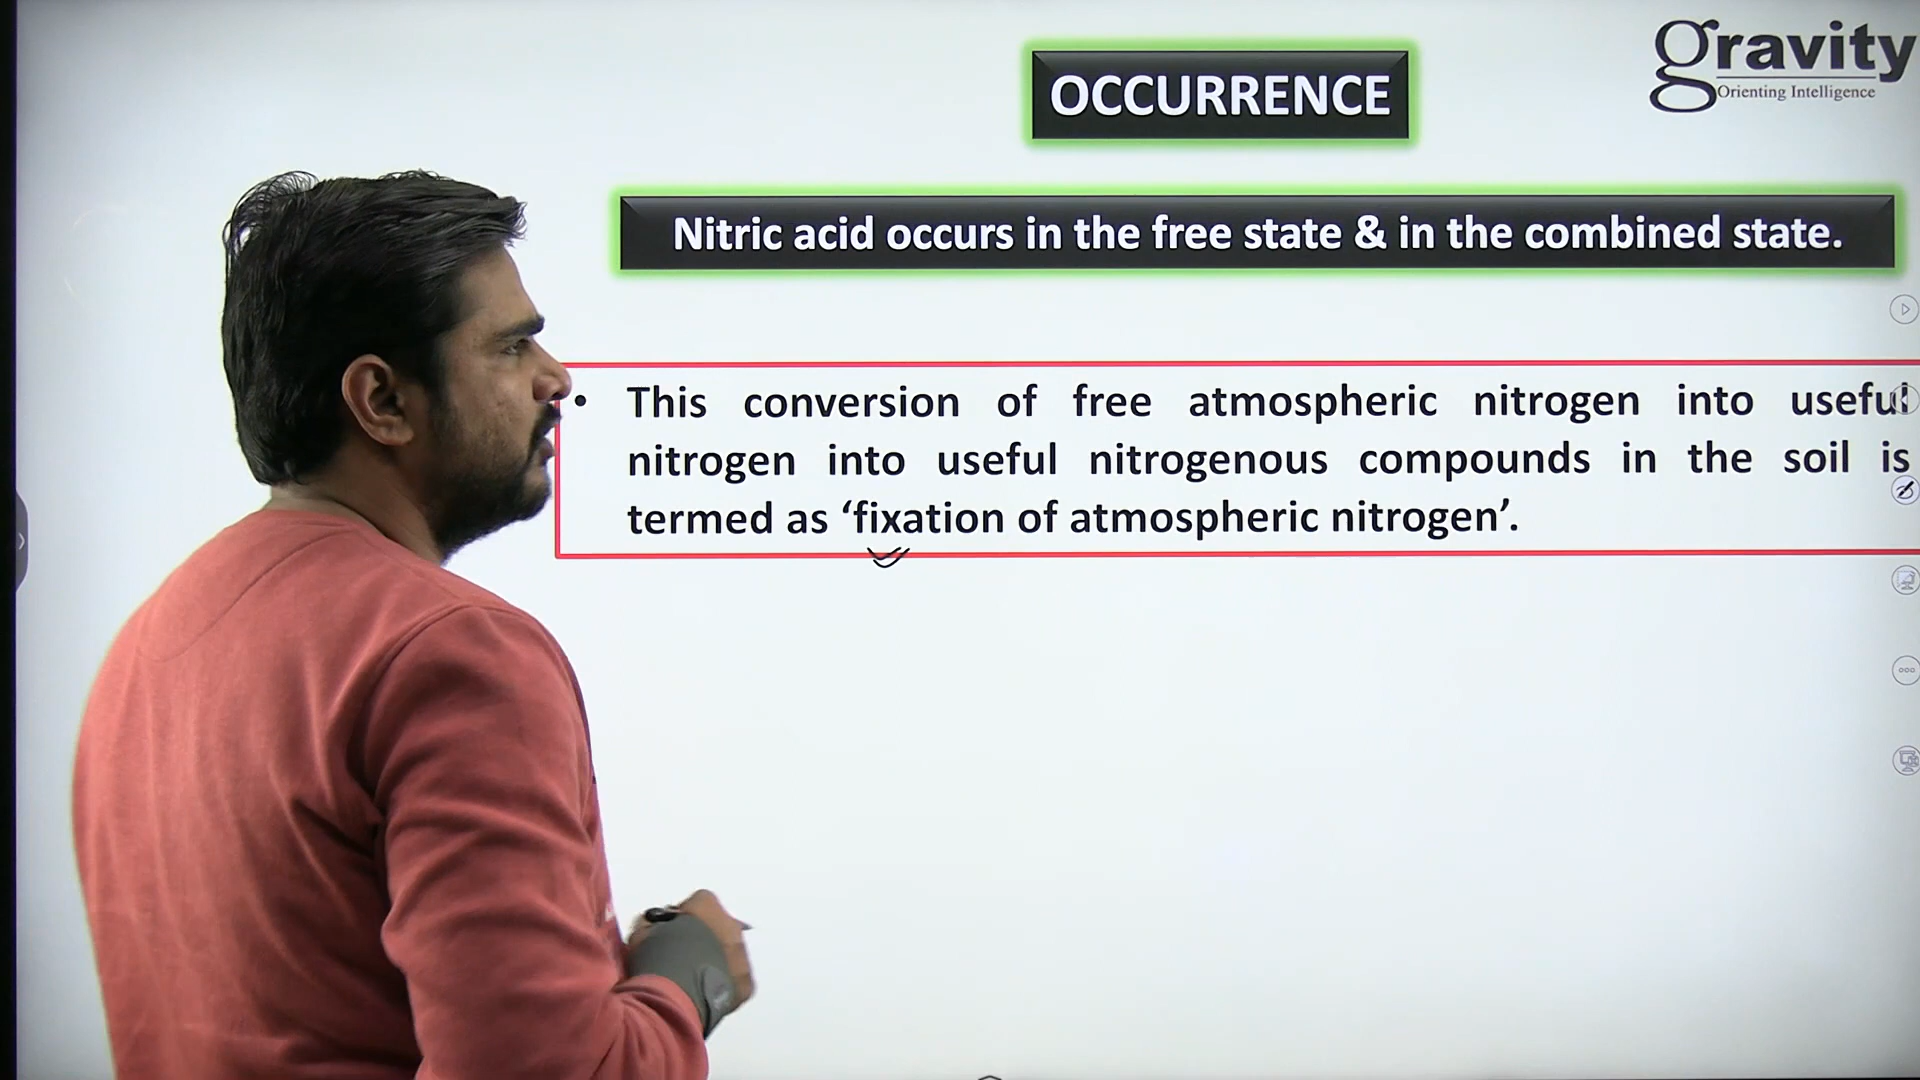 gravity
Orienting Intelligence
OCCURRENCE
Nitric acid occurs in the free state & in the combined state.
• This conversion of free atmospheric nitrogen into useful
nitrogen into useful nitrogenous compounds in the soil is
termed as ‘fixation of atmospheric nitrogen’.